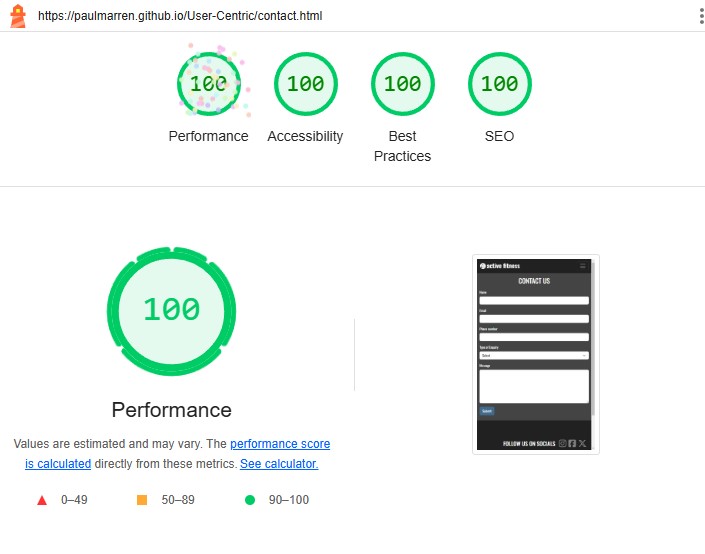 https://paulmarren.github.io/User-Centric/contact.html
100
100
100
100
Performance
Accessibility
Best
Practices
SEO
100
Performance
Values are estimated and may vary. The performance score
is calculated directly from these metrics. See calculator.
0–49
50–89
90–100
active fitness
CONTACT US
Name
Email
Phone number
Type of Enquiry
Message
Submit
FOLLOW US ON SOCIALS